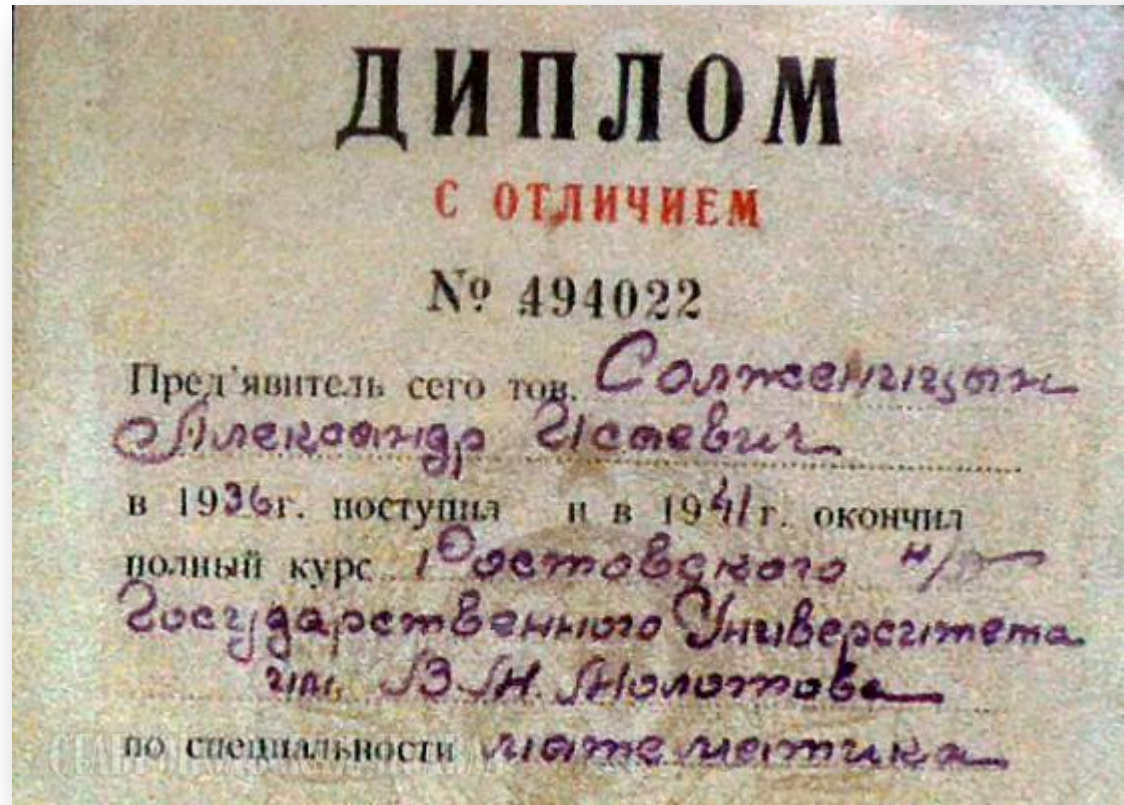 ДИПЛОМ
С ОТЛИЧИЕМ
№ 494022
Пред'явитель сего тов. Солженицын
Александр Исаевич
в 1936г. поступил и в 1941г. окончил
полный курс Ростовского н/Д
Государственного Университета
им. В. М. Молотова
по специальности математика